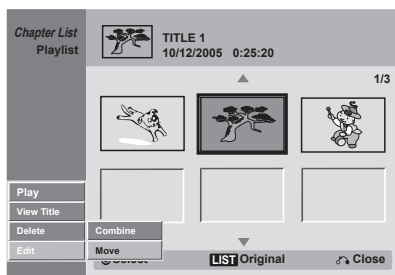 Chapter List
Playlist
TITLE 1
10/12/2005 0:25:20
1/3
Play
View Title
Delete
Edit
Combine
Move
LIST Original
Close